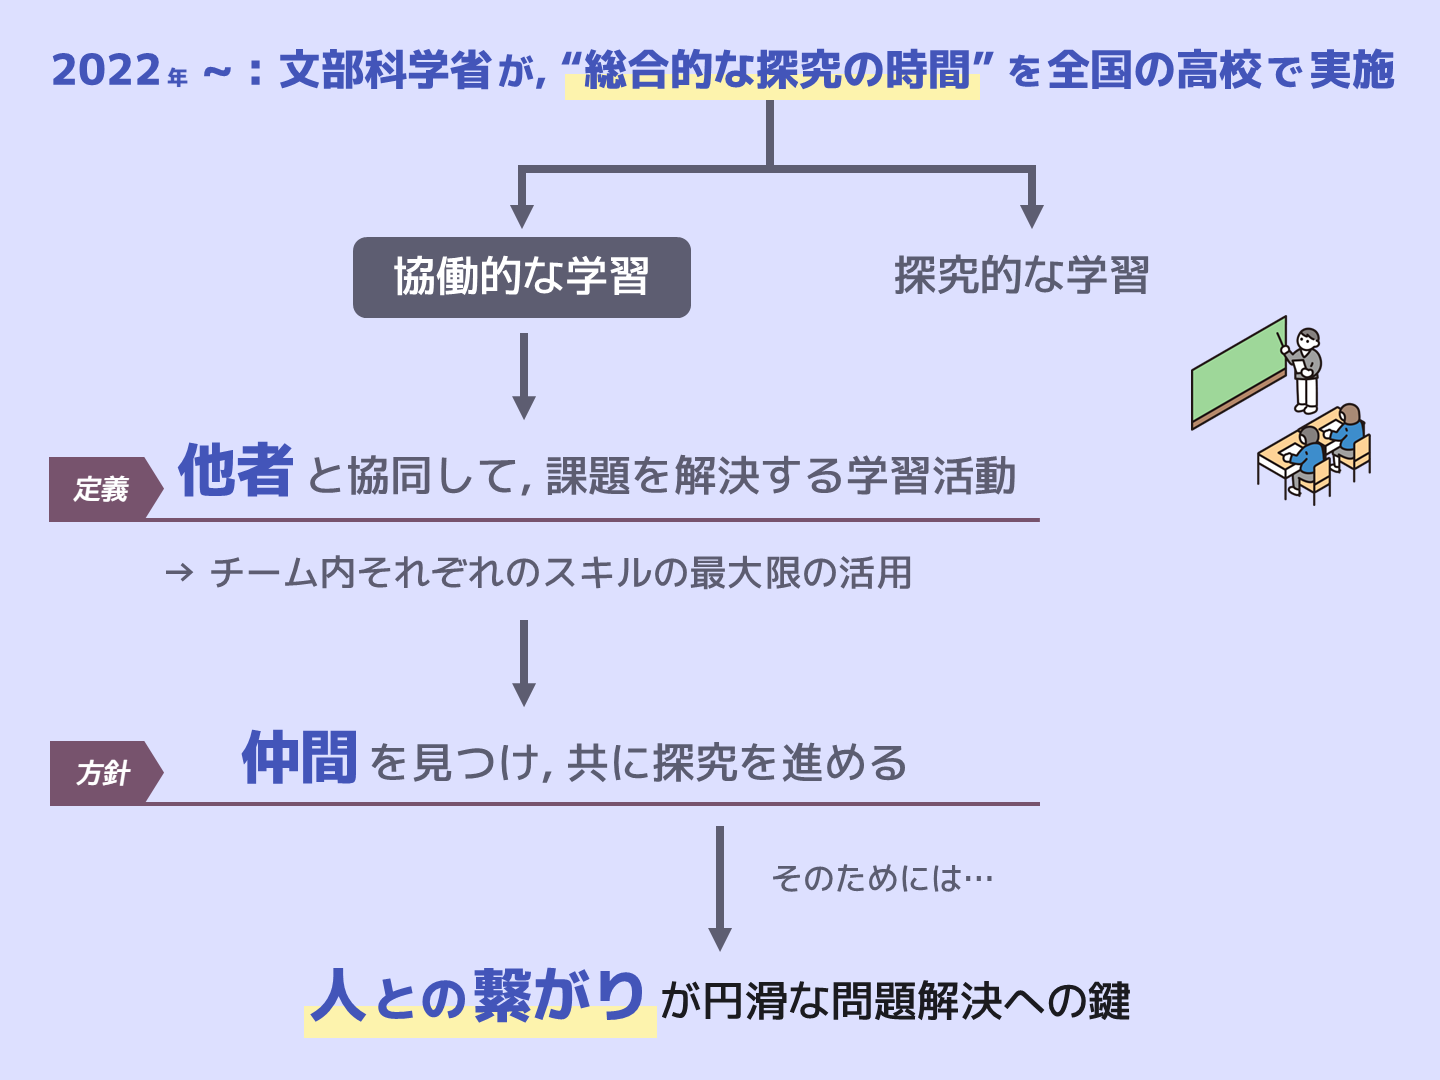 2022年 ~ : 文部科学省が, “総合的な探究の時間” を全国の高校で実施
協働的な学習
探究的な学習
定義
他者と協同して, 課題を解決する学習活動
→ チーム内それぞれのスキルの最大限の活用
方針
仲間を見つけ, 共に探究を進める
そのためには…
人との繋がりが円滑な問題解決への鍵